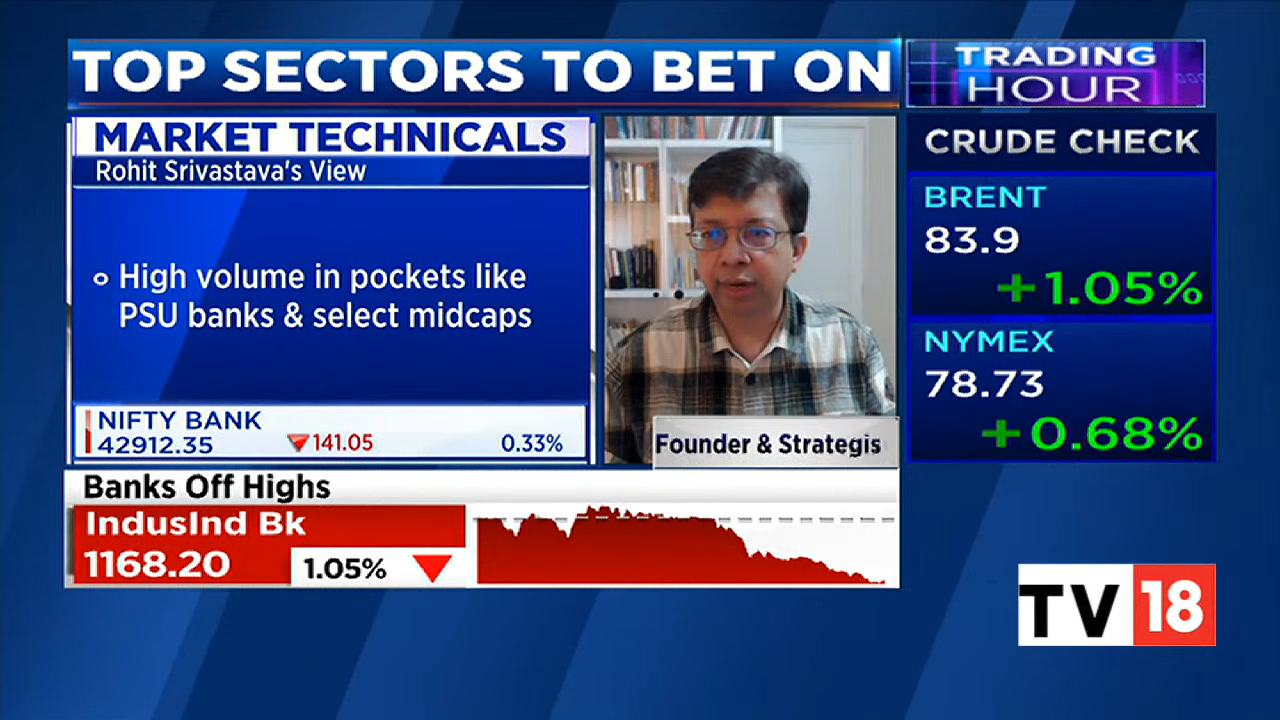 TOP SECTORS TO BET ON
TRADING
HOUR
MARKET TECHNICALS
Rohit Srivastava's View
High volume in pockets like
PSU banks & select midcaps
NIFTY BANK
42912.35 141.05 0.33%
Founder & Strategis
CRUDE CHECK
BRENT
83.9
+1.05%
NYMEX
78.73
+0.68%
Banks Off Highs
IndusInd Bk
1168.20 1.05%
TV 18